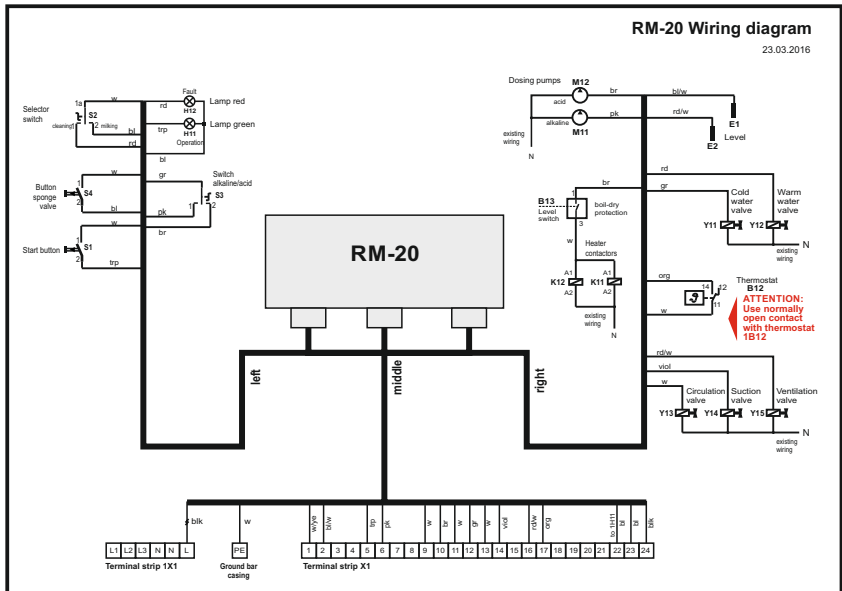 RM-20 Wiring diagram
23.03.2016
Selector
switch
1a
w
S2
cleaning
1
2
milking
bl
rd
Fault
rd
H12
Lamp red
trp
H11
Lamp green
Operation
bl
Button
sponge
valve
w
1
S4
2
bl
gr
Switch
alkaline/acid
S3
1
2
pk
br
Start button
w
1
S1
2
trp
Dosing pumps
M12
acid
br
alkaline
pk
M11
existing
wiring
N
bl/w
E1
rd/w
Level
E2
br
B13
Level
switch
1
3
boil-dry
protection
w
Heater
contactors
A1
K12
A2
A1
K11
A2
existing
wiring
N
rd
gr
Cold
water
valve
Warm
water
valve
Y11
Y12
N
existing
wiring
org
14
12
11
ϑ
w
Thermostat
B12
ATTENTION:
Use normally
open contact
with thermostat
1B12
rd/w
viol
w
Circulation
valve
Suction
valve
Ventilation
valve
Y13
Y14
Y15
N
existing
wiring
RM-20
left
middle
right
blk
w
w/ye
bl/w
trp
pk
w
br
w
gr
w
viol
rd/w
org
to 1H11
bl
bl
blk
L1 L2 L3 N N L
PE
1 2 3 4 5 6 7 8 9 10 11 12 13 14 15 16 17 18 19 20 21 22 23 24
Terminal strip 1X1
Ground bar
casing
Terminal strip X1